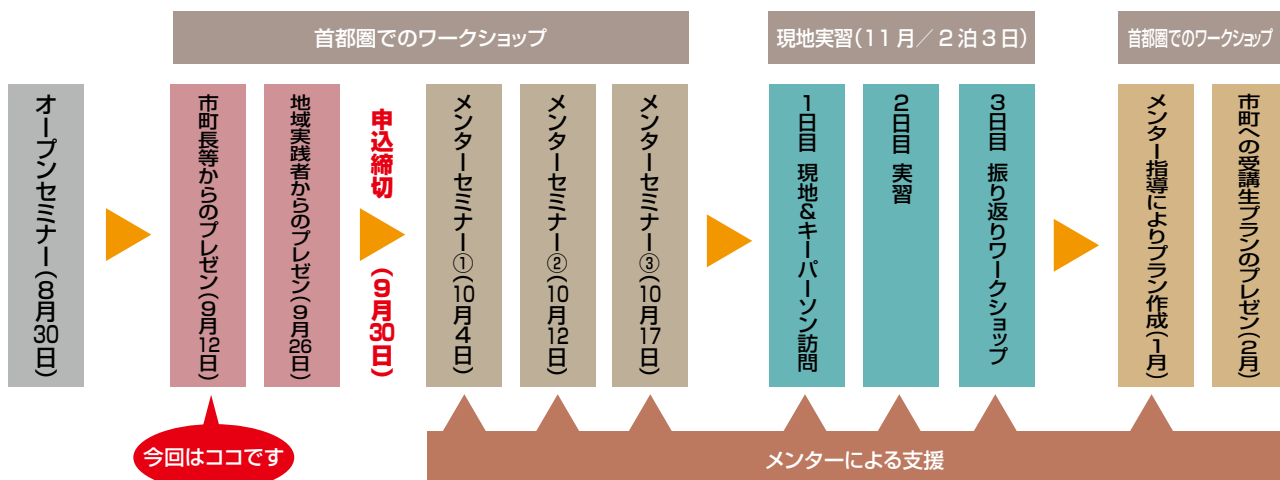 首都圏でのワークショップ
現地実習(11月／2泊3日)
首都圏でのワークショップ
オープンセミナー(8月30日)
市町長等からのプレゼン(9月12日)
地域実践者からのプレゼン(9月26日)
申込締切 (9月30日)
メンターセミナー①(10月4日)
メンターセミナー②(10月12日)
メンターセミナー③(10月17日)
1日目 現地&キーパーソン訪問
2日目 実習
3日目 振り返りワークショップ
メンター指導によりプラン作成(1月)
市町への受講生プランのプレゼン(2月)
今回はココです
メンターによる支援